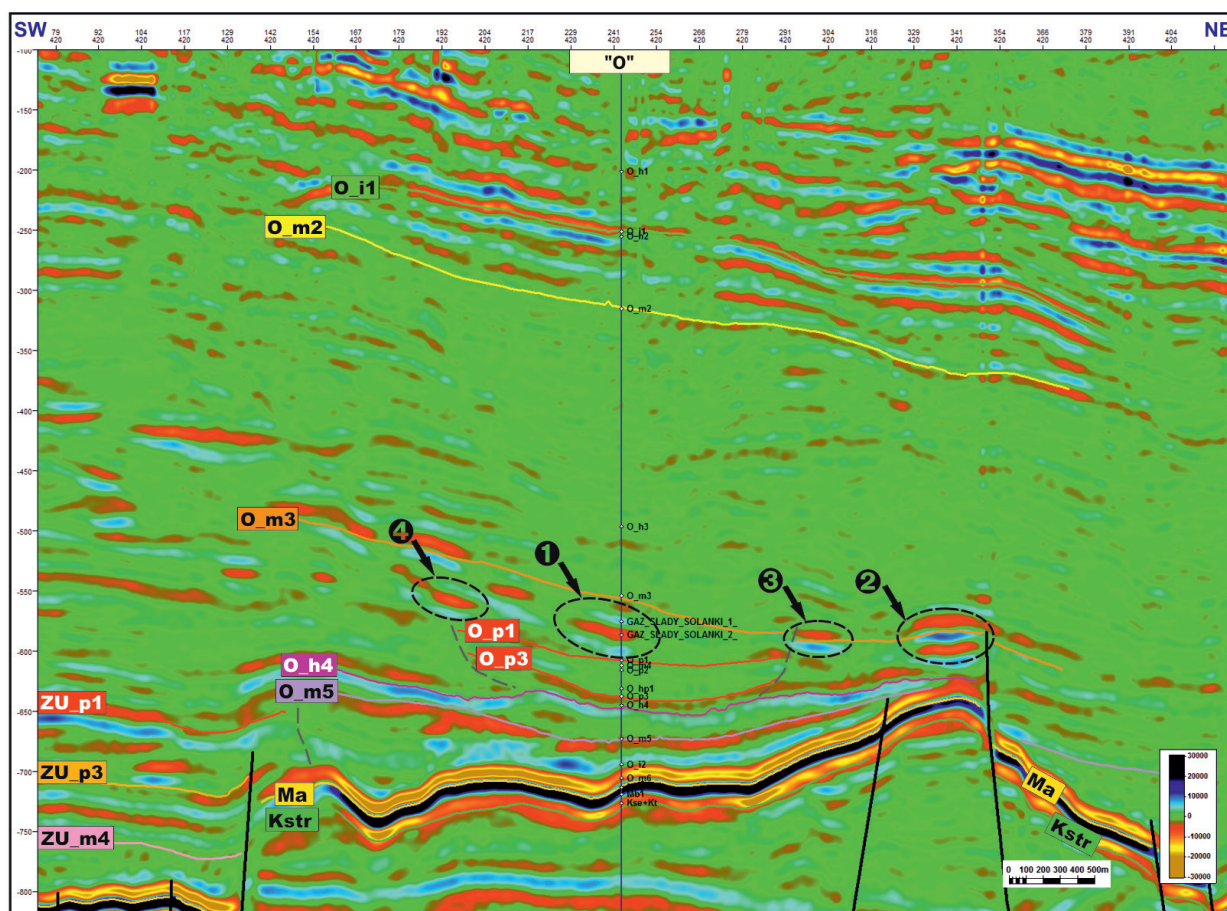 SW
"O"
NE
79 92 104 117 129 142 154 167 179 192 204 217 229 241 254 266 279 291 304 316 329 341 354 366 379 391 404
420 420 420 420 420 420 420 420 420 420 420 420 420 420 420 420 420 420 420 420 420 420 420 420 420 420 420
-100
-150
-200
-250
-300
-350
-400
-450
-500
-550
-600
-650
-700
-750
-800
O_i1
O_m2
O_m3
O_p1
O_p3
O_h4
O_m5
ZU_p1
ZU_p3
ZU_m4
Ma
Kstr
4
1
3
2
O_h1
O_h2
O_m2
O_h3
O_m3
GAZ_SLADY_SOLANKI_1_
GAZ_SLADY_SOLANKI_2_
O_p1
O_p2
O_hp1
O_p3
O_h4
O_m5
O_i2
O_m6
Kse+Kt
Ma
Kstr
0 100 200 300 400 500m
30000
20000
10000
0
-10000
-20000
-30000